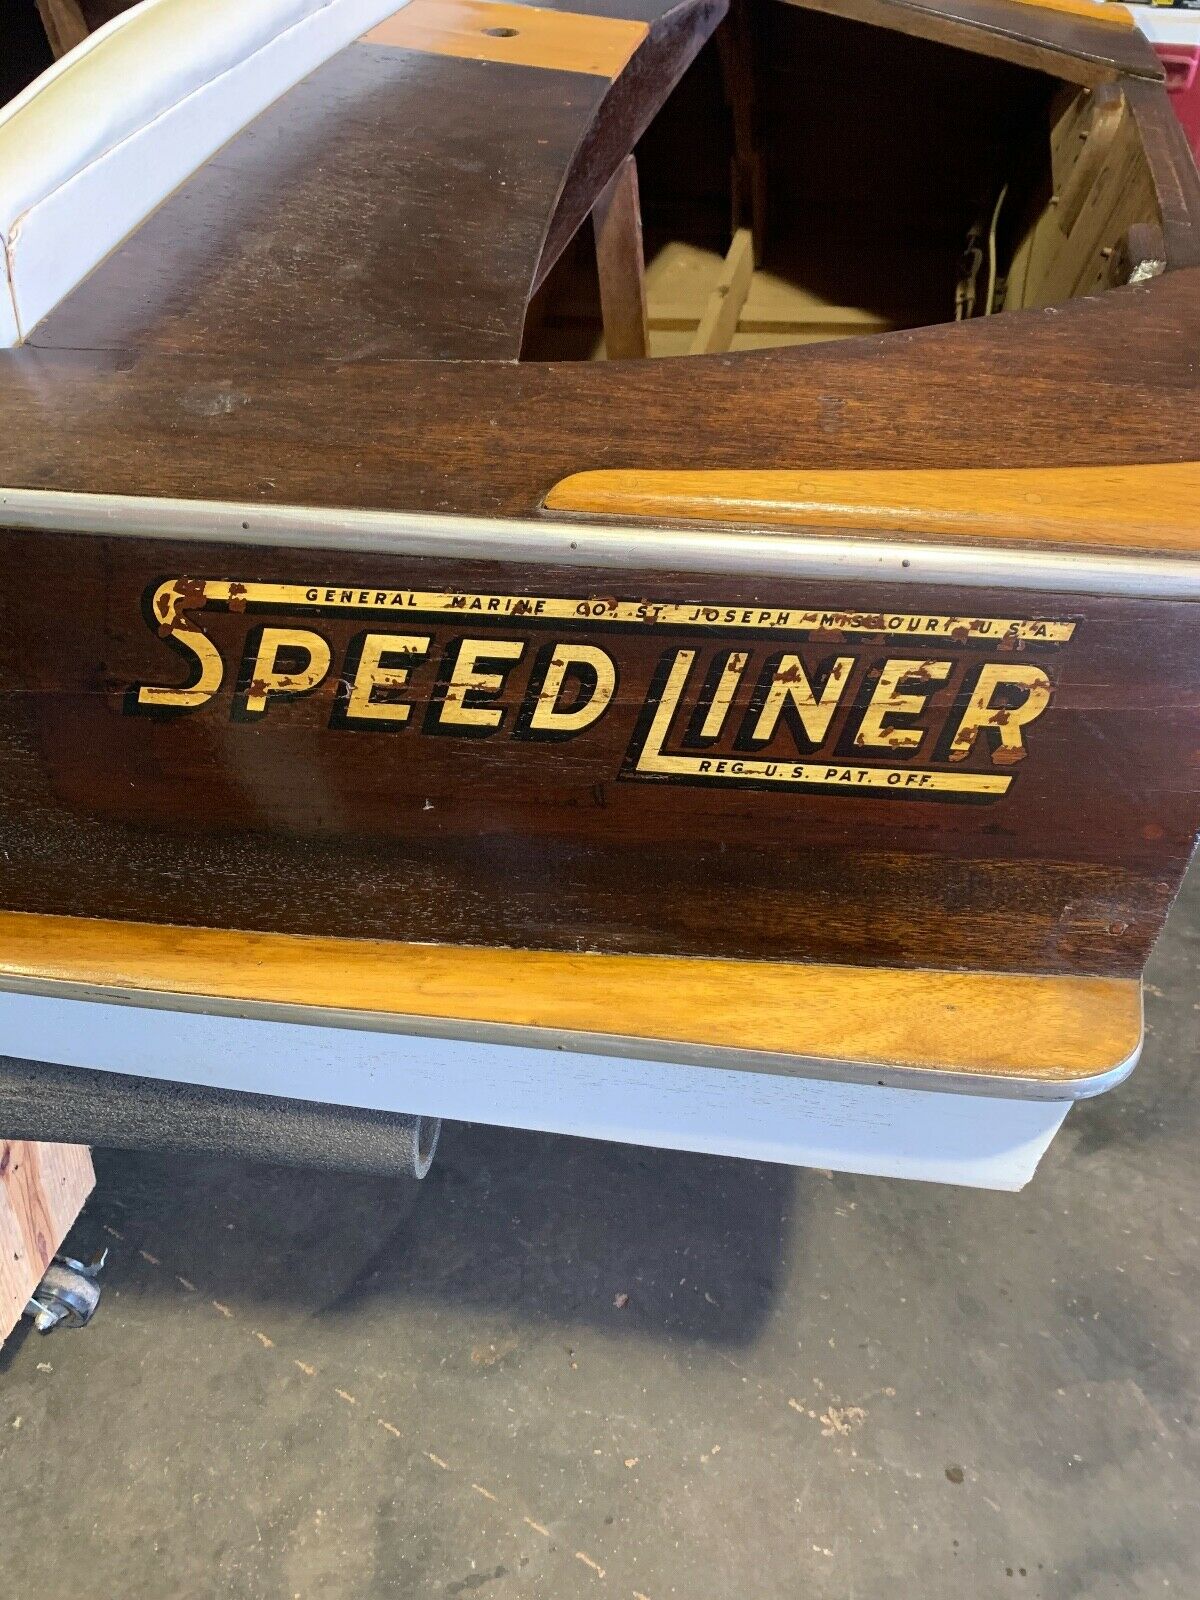 GENERAL MARINE CO. ST. JOSEPH MISSOURI U.S.A.
SPEED LINER
REG. U.S. PAT. OFF.